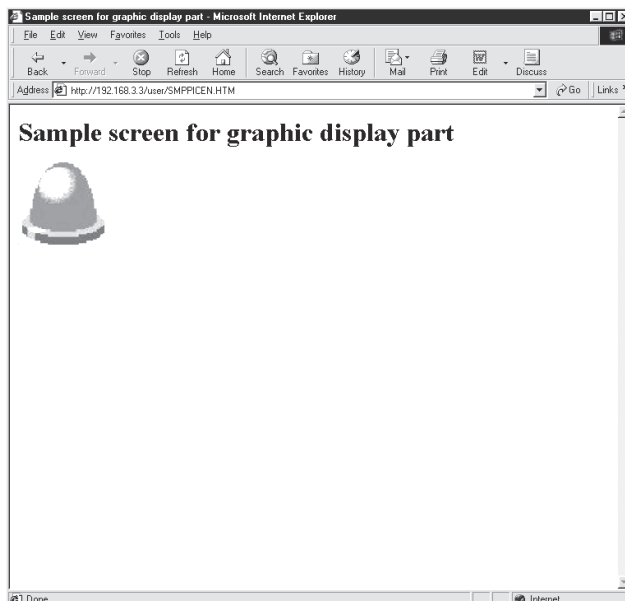 Sample screen for graphic display part - Microsoft Internet Explorer
File Edit View Favorites Tools Help
Back Forward Stop Refresh Home Search Favorites History Mail Print Edit Discuss
Address http://192.168.3.3/user/SMPPICEN.HTM Go Links
Sample screen for graphic display part
Done Internet